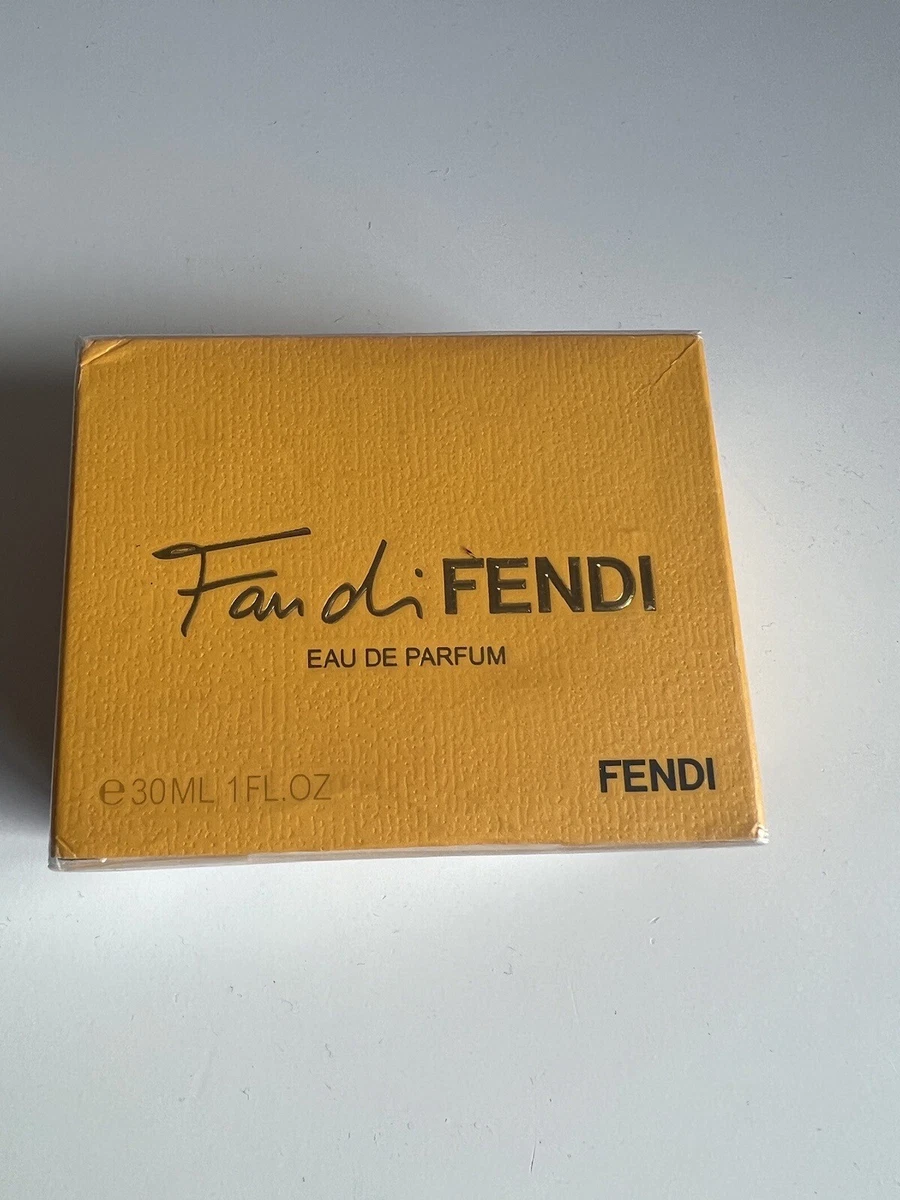 Fan di FENDI
EAU DE PARFUM
℮ 30ML 1FL.OZ
FENDI